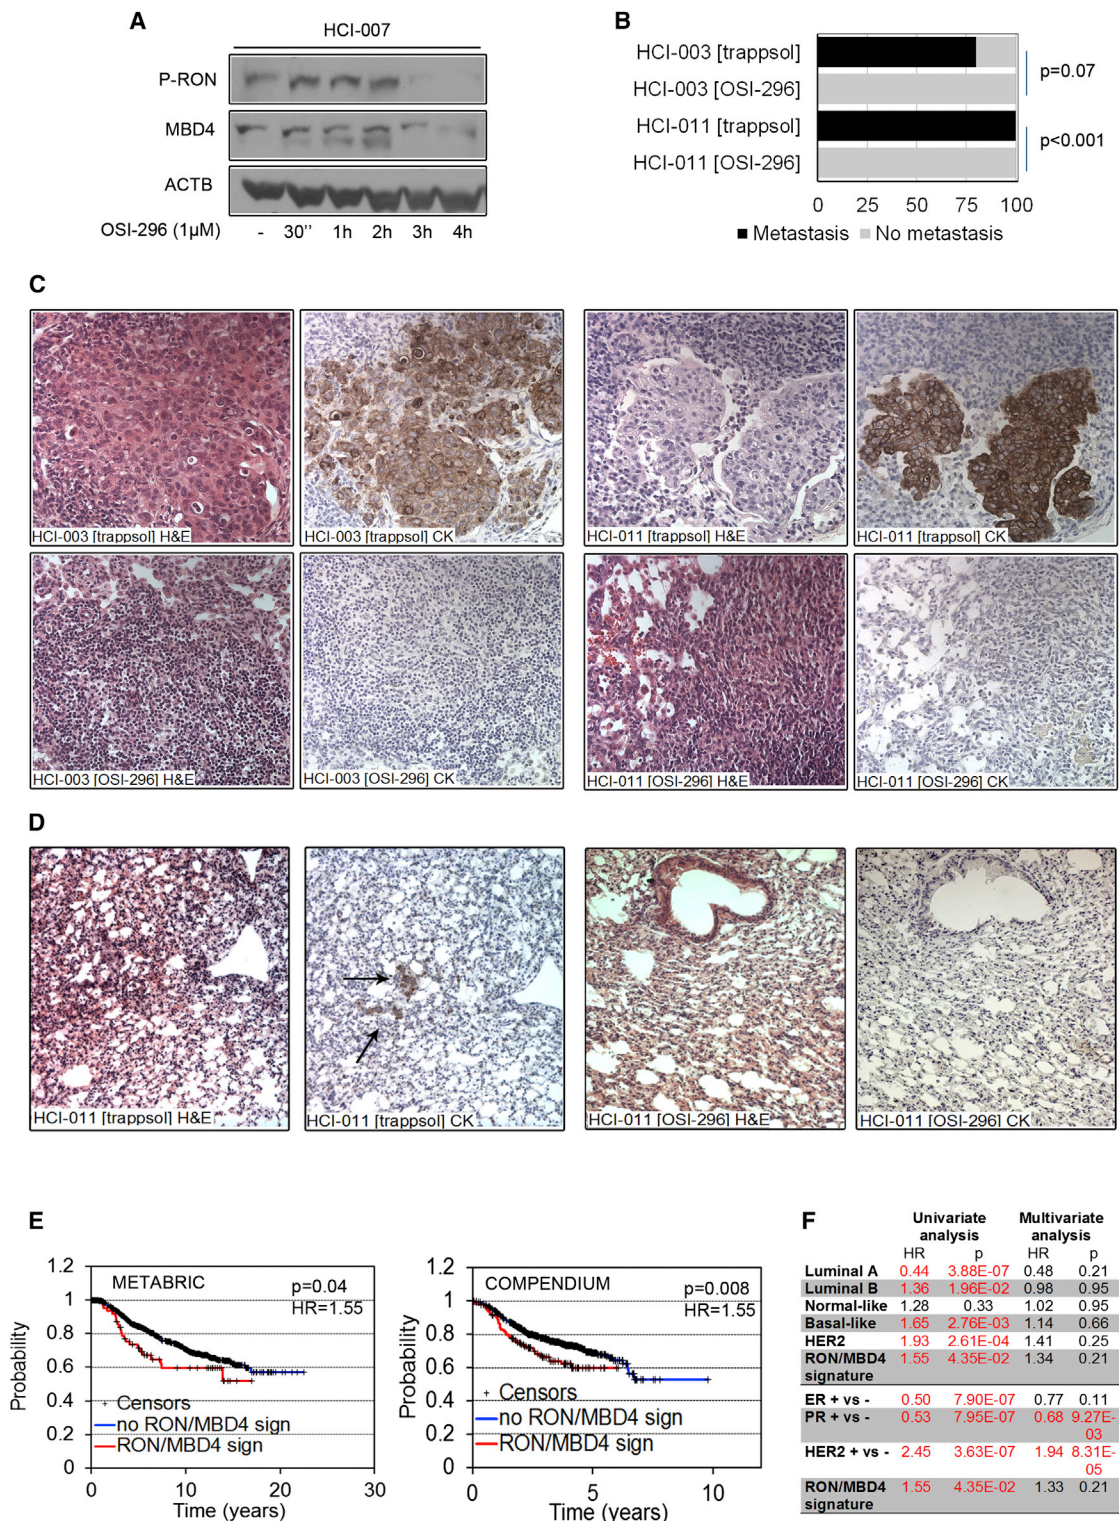 A
HCI-007
P-RON
MBD4
ACTB
OSI-296 (1µM) - 30'' 1h 2h 3h 4h
B
HCI-003 [trappsol]
HCI-003 [OSI-296]
HCI-011 [trappsol]
HCI-011 [OSI-296]
p=0.07
p<0.001
0 25 50 75 100
Metastasis No metastasis
C
HCI-003 [trappsol] H&E
HCI-003 [trappsol] CK
HCI-011 [trappsol] H&E
HCI-011 [trappsol] CK
HCI-003 [OSI-296] H&E
HCI-003 [OSI-296] CK
HCI-011 [OSI-296] H&E
HCI-011 [OSI-296] CK
D
HCI-011 [trappsol] H&E
HCI-011 [trappsol] CK
HCI-011 [OSI-296] H&E
HCI-011 [OSI-296] CK
E
METABRIC
p=0.04
HR=1.55
Probability
1.2
1
0.8
0.6
0.4
0.2
0
Censors
no RON/MBD4 sign
RON/MBD4 sign
0 10 20 30
Time (years)
COMPENDIUM
p=0.008
HR=1.55
Probability
1.2
1
0.8
0.6
0.4
0.2
0
Censors
no RON/MBD4 sign
RON/MBD4 sign
0 5 10
Time (years)
F
Univariate Multivariate
analysis analysis
HR p HR p
Luminal A 0.44 3.88E-07 0.48 0.21
Luminal B 1.36 1.96E-02 0.98 0.95
Normal-like 1.28 0.33 1.02 0.95
Basal-like 1.65 2.76E-03 1.14 0.66
HER2 1.93 2.61E-04 1.41 0.25
RON/MBD4 1.55 4.35E-02 1.34 0.21
signature
ER + vs - 0.50 7.90E-07 0.77 0.11
PR + vs - 0.53 7.95E-07 0.68 9.27E-
03
HER2 + vs - 2.45 3.63E-07 1.94 8.31E-
05
RON/MBD4 1.55 4.35E-02 1.33 0.21
signature